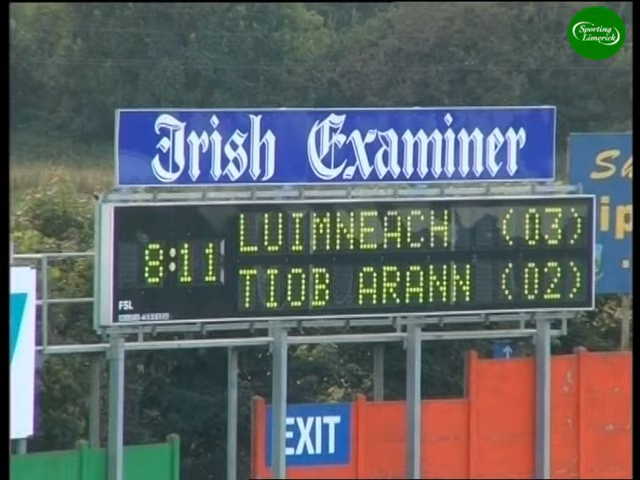 Sporting
Limerick
Irish Examiner
8:11
LUIMNEACH (03)
TIOB ARANN (02)
FSL
EXIT